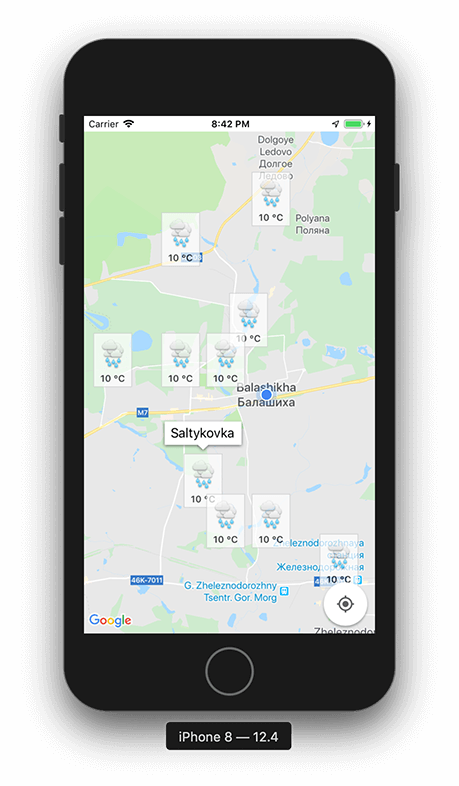 Carrier
8:42 PM
Dolgoye
Ledovo
Долгое
Ледово
10 °C
Polyana
Поляна
10 °C
10 °C
10 °C
10 °C
10 °C
Balashikha
Балашиха
M7
Saltykovka
10 °C
10 °C
10 °C
Zheleznodorozhnaya
станция
Железнодорожная
10 °C
46K-7011
G. Zheleznodorozhny
Tsentr. Gor. Morg
Google
Zheleznodor
iPhone 8 — 12.4